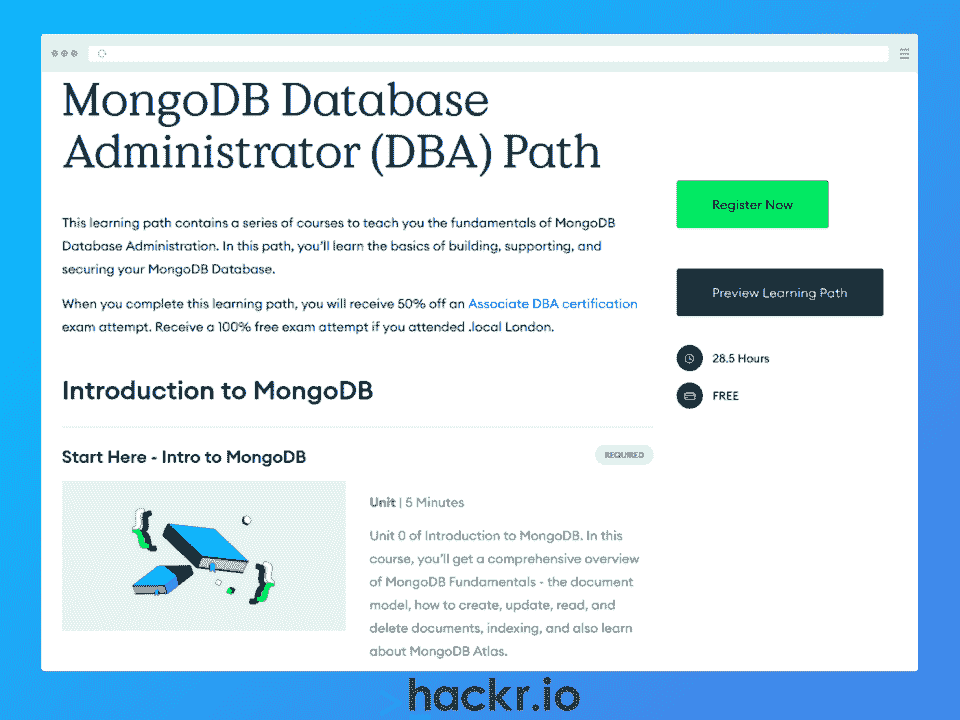 MongoDB Database
Administrator (DBA) Path
This learning path contains a series of courses to teach you the fundamentals of MongoDB
Database Administration. In this path, you'll learn the basics of building, supporting, and
securing your MongoDB Database.
When you complete this learning path, you will receive 50% off an Associate DBA certification
exam attempt. Receive a 100% free exam attempt if you attended .local London.
Register Now
Preview Learning Path
28.5 Hours
FREE
Introduction to MongoDB
Start Here - Intro to MongoDB
REQUIRED
Unit | 5 Minutes
Unit 0 of Introduction to MongoDB. In this
course, you'll get a comprehensive overview
of MongoDB Fundamentals - the document
model, how to create, update, read, and
delete documents, indexing, and also learn
about MongoDB Atlas.
hackr.io